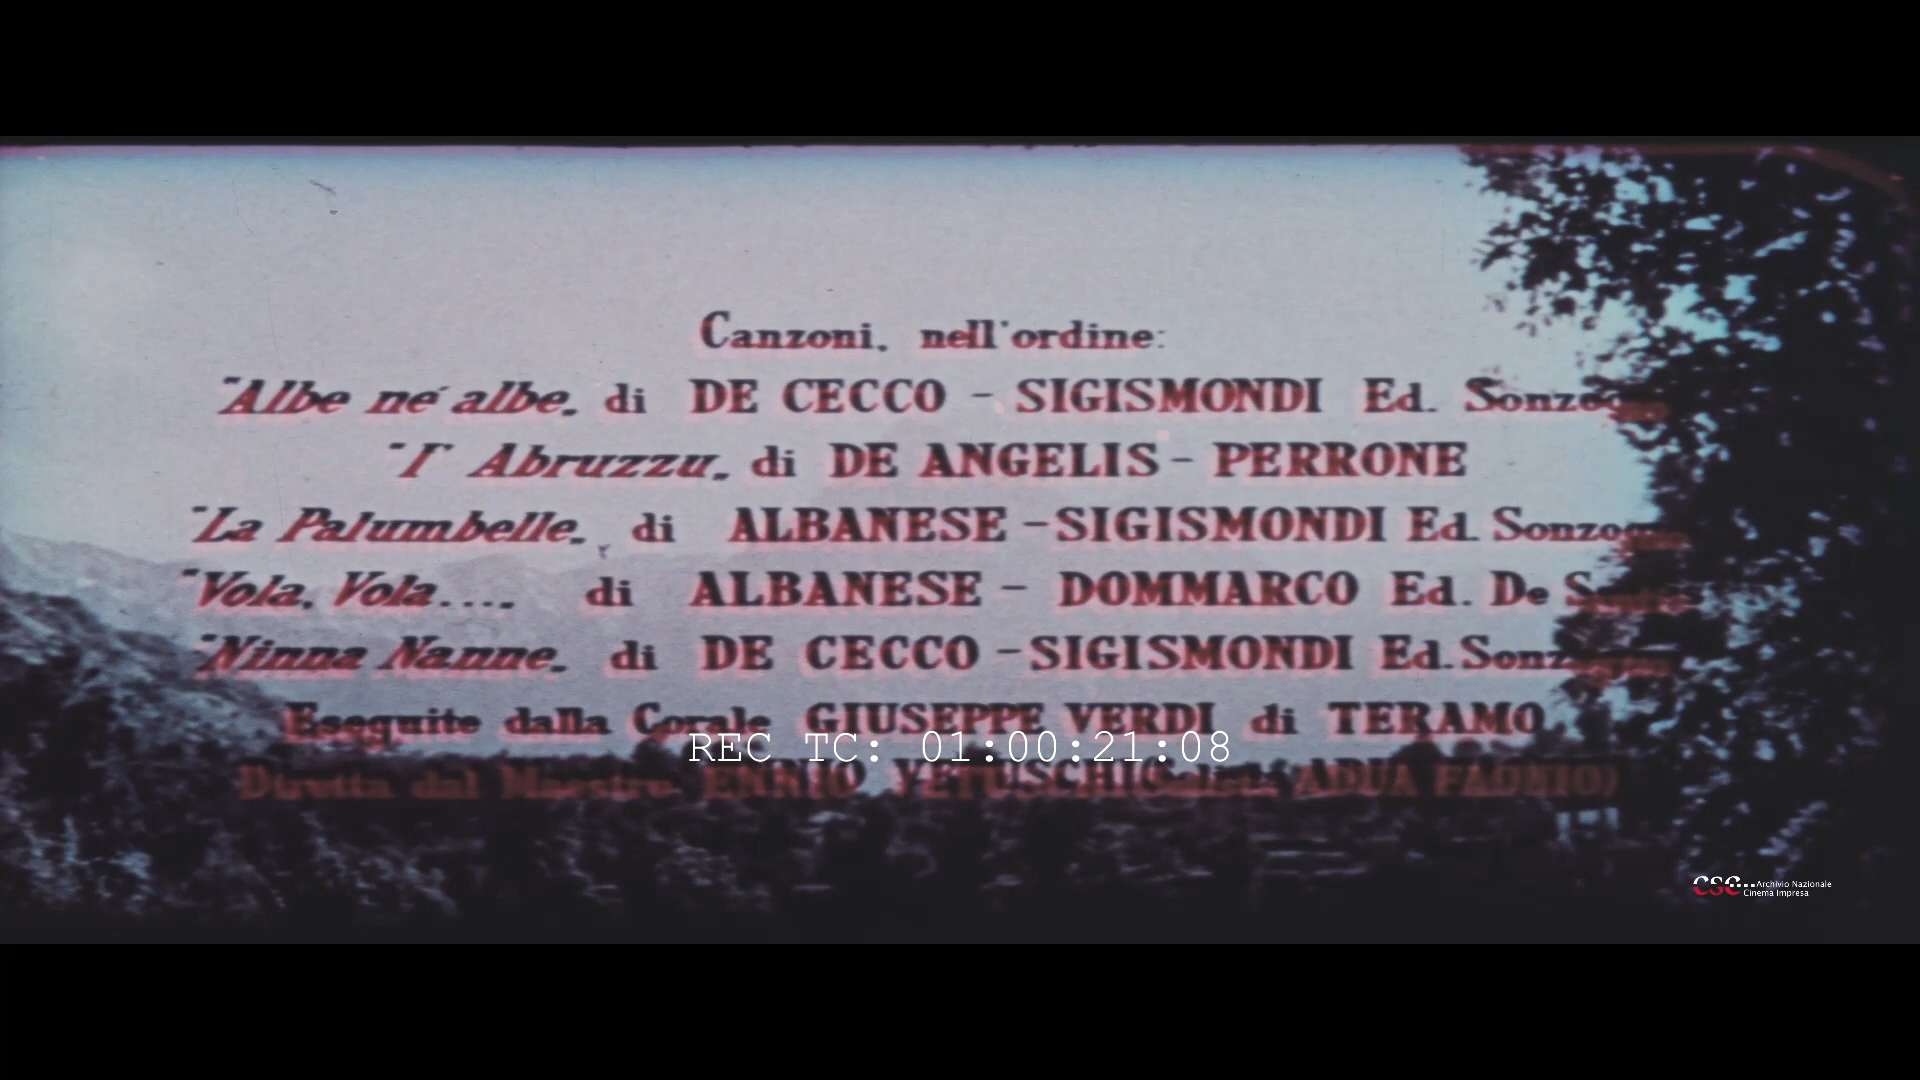 Canzoni, nell'ordine:
"Albe né albe„ di DE CECCO - SIGISMONDI Ed. Sonzogno
"l' Abruzzu„ di DE ANGELIS - PERRONE
"La Palumbelle„ di ALBANESE - SIGISMONDI Ed. Sonzogno
"Vola, Vola....„ di ALBANESE - DOMMARCO Ed. De
"Ninna Nanne„ di DE CECCO - SIGISMONDI Ed. Sonzogno
Eseguite dalla Corale GIUSEPPE VERDI di TERAMO
REC TC: 01:00:21:08
Diretta dal Maestro ENNIO VETUSCHI (Solista ADUA
CSC... Archivio Nazionale
Cinema Impresa